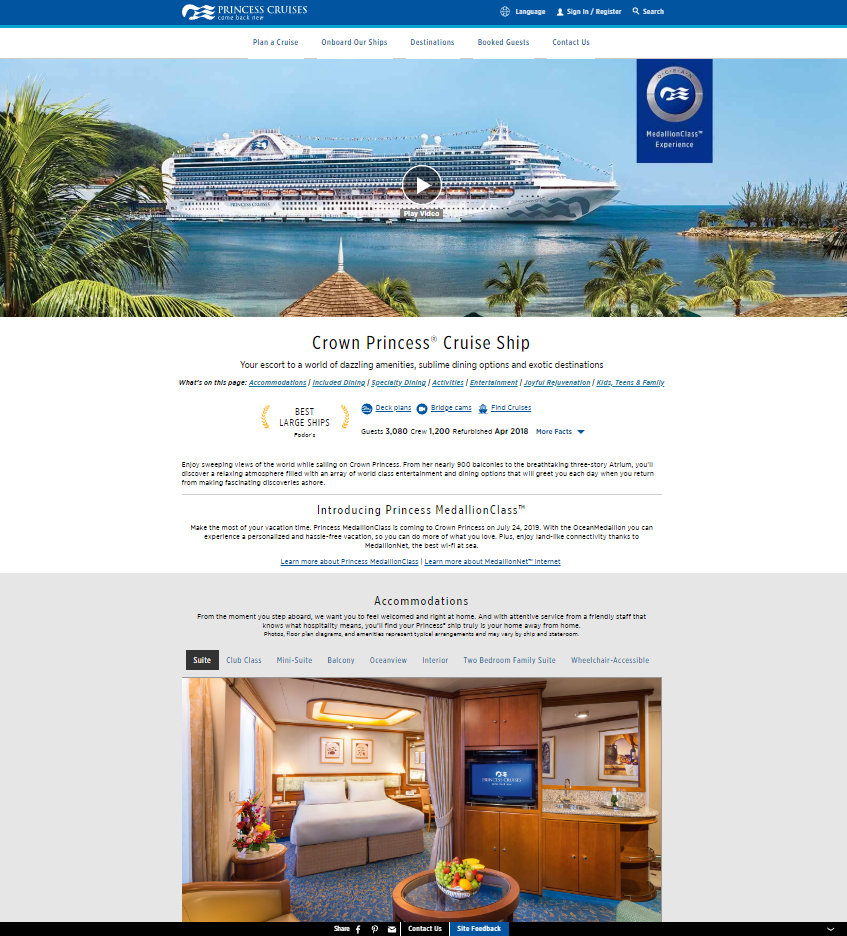 PRINCESS CRUISES
come back new
Language Sign In / Register Search
Plan a Cruise Onboard Our Ships Destinations Booked Guests Contact Us
OCEAN
MedallionClass™
Experience
Play Video
PRINCESS CRUISES
Crown Princess® Cruise Ship
Your escort to a world of dazzling amenities, sublime dining options and exotic destinations
What's on this page: Accommodations | Included Dining | Specialty Dining | Activities | Entertainment | Joyful Rejuvenation | Kids, Teens & Family
BEST
LARGE SHIPS
Fodor's
Deck plans Bridge cams Find Cruises
Guests 3,080 Crew 1,200 Refurbished Apr 2018 More Facts
Enjoy sweeping views of the world while sailing on Crown Princess. From her nearly 900 balconies to the breathtaking three-story Atrium, you'll
discover a relaxing atmosphere filled with an array of world class entertainment and dining options that will greet you each day when you return
from making fascinating discoveries ashore.
Introducing Princess MedallionClass™
Make the most of your vacation time. Princess MedallionClass is coming to Crown Princess on July 24, 2019. With the OceanMedallion you can
experience a personalized and hassle-free vacation, so you can do more of what you love. Plus, enjoy land-like connectivity thanks to
MedallionNet, the best wi-fi at sea.
Learn more about Princess MedallionClass | Learn more about MedallionNet™ Internet
Accommodations
From the moment you step aboard, we want you to feel welcomed and right at home. And with attentive service from a friendly staff that
knows what hospitality means, you'll find your Princess® ship truly is your home away from home.
Photos, floor plan diagrams, and amenities represent typical arrangements and may vary by ship and stateroom.
Suite Club Class Mini-Suite Balcony Oceanview Interior Two Bedroom Family Suite Wheelchair-Accessible
PRINCESS CRUISES
Share Contact Us Site Feedback